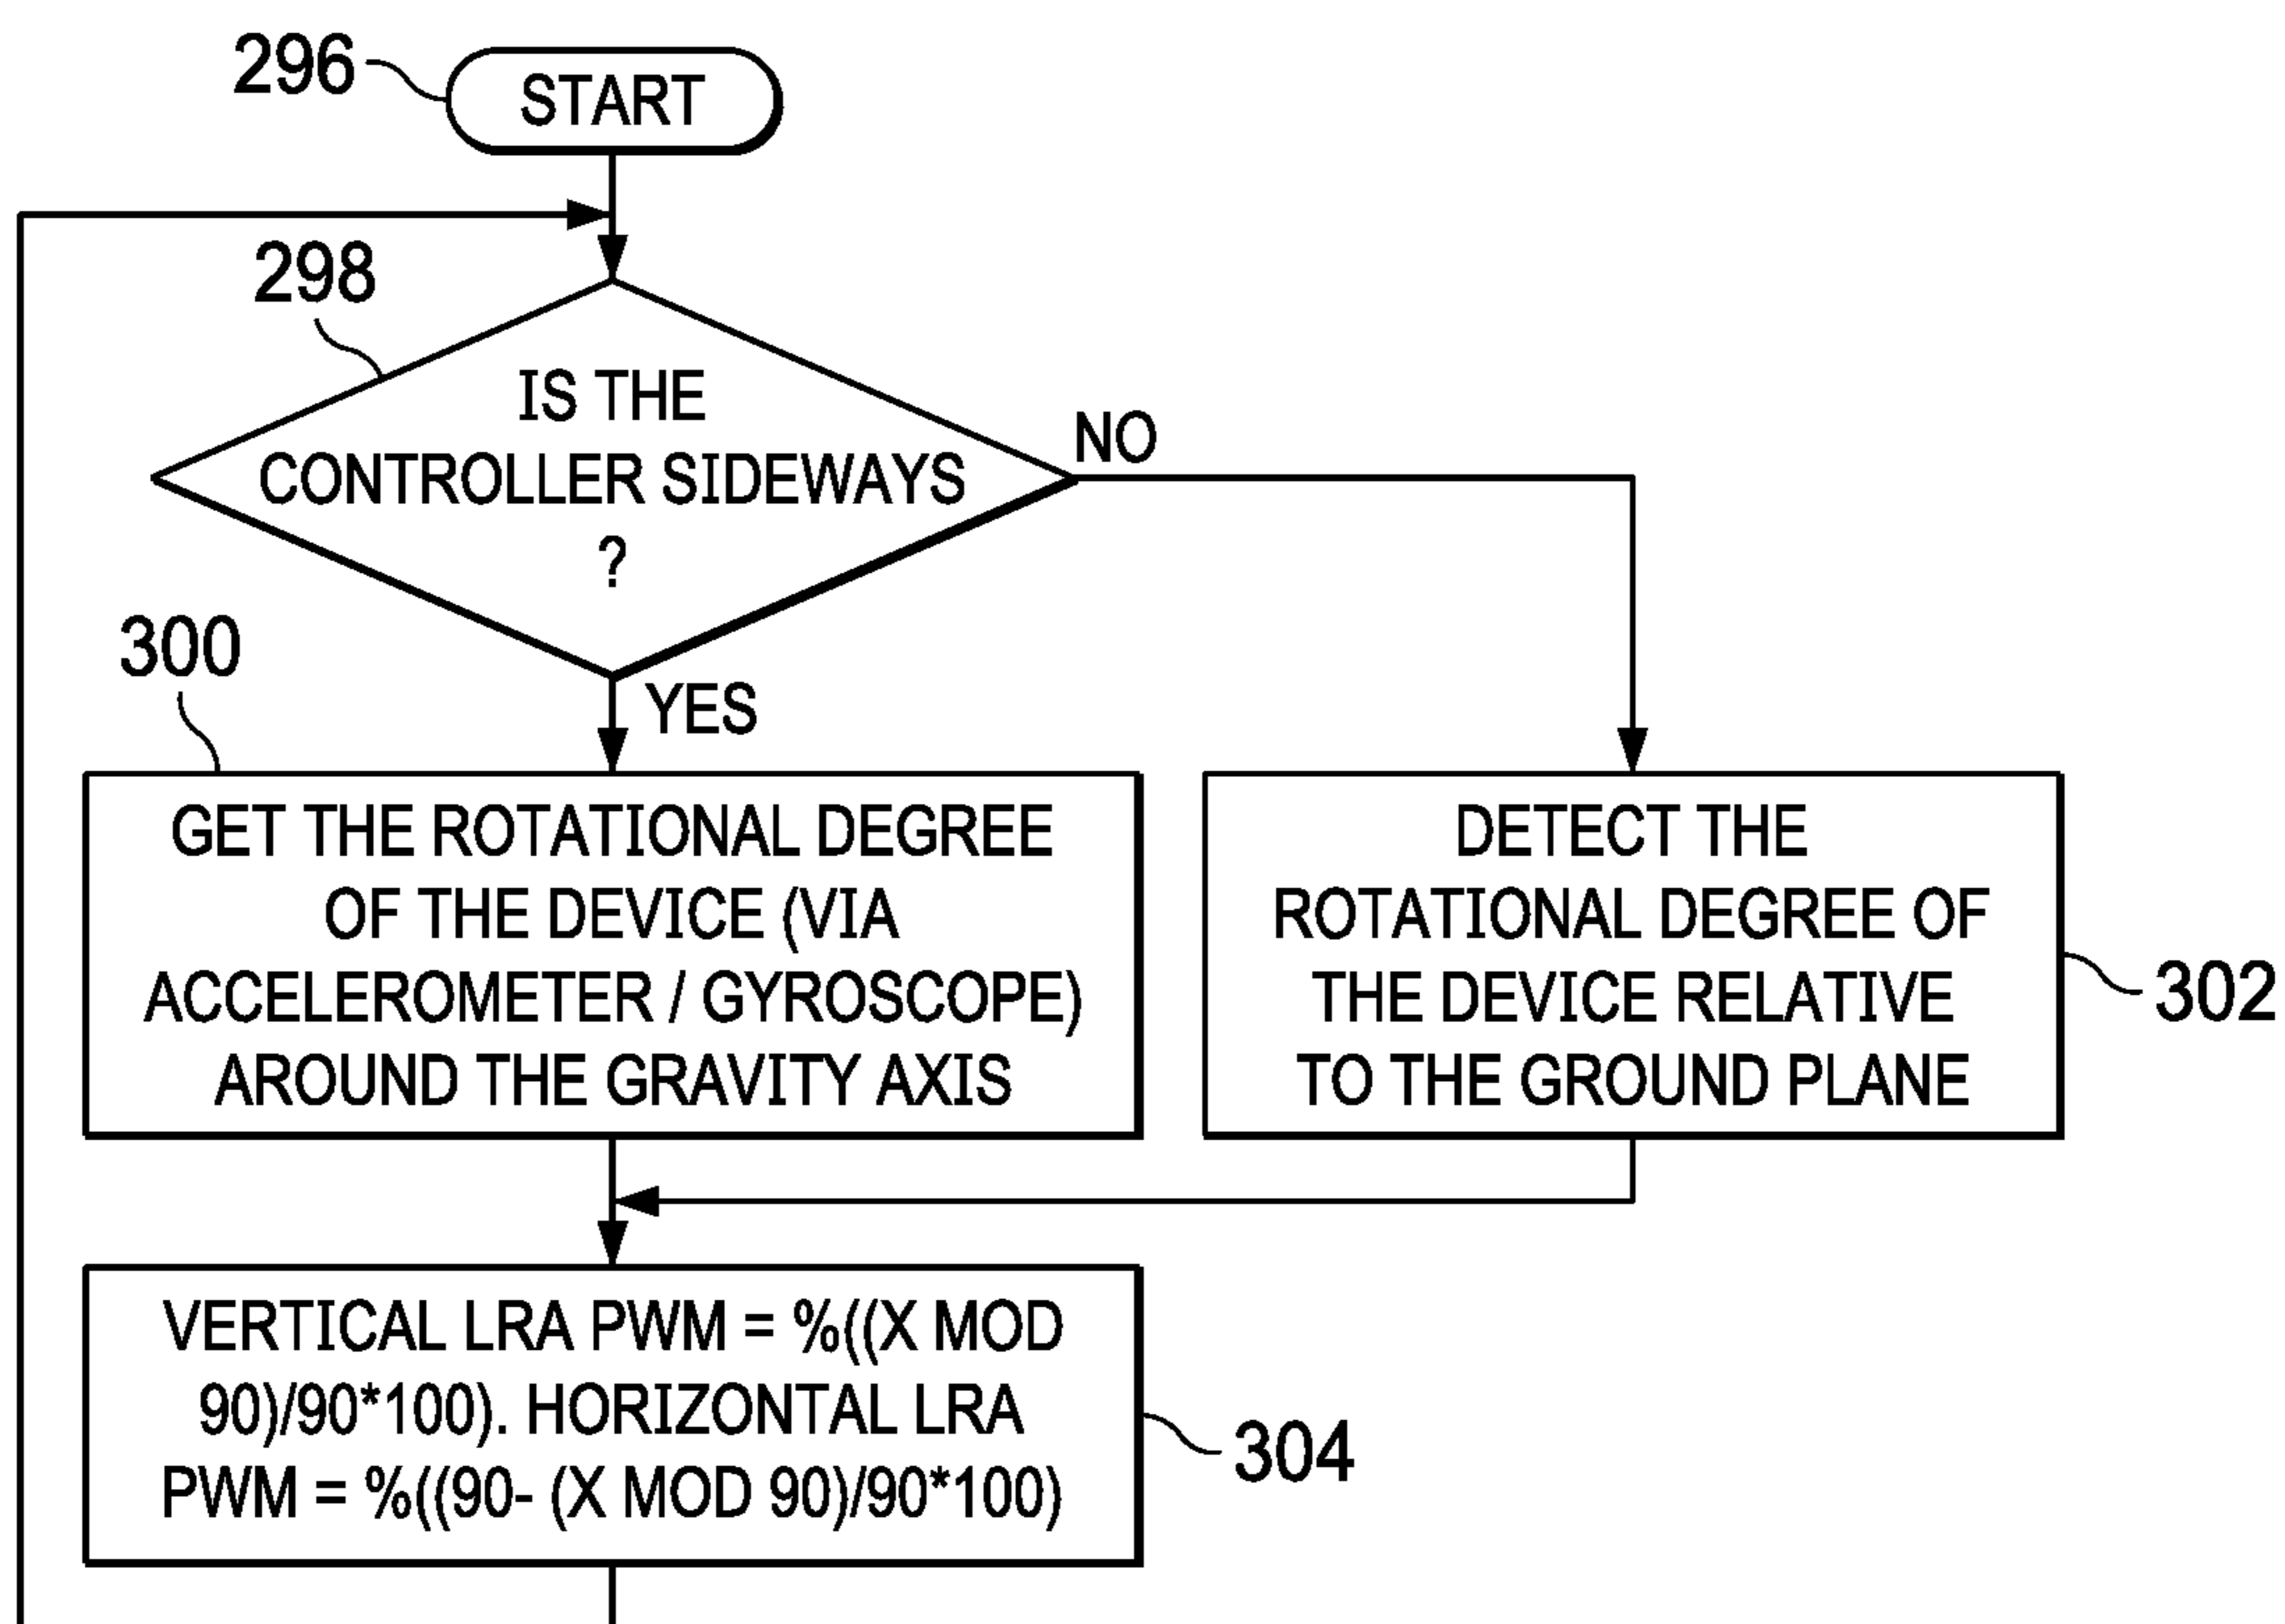 296
START
298
IS THE
CONTROLLER SIDEWAYS
?
NO
YES
300
GET THE ROTATIONAL DEGREE
OF THE DEVICE (VIA
ACCELEROMETER / GYROSCOPE)
AROUND THE GRAVITY AXIS
DETECT THE
ROTATIONAL DEGREE OF
THE DEVICE RELATIVE
TO THE GROUND PLANE
302
VERTICAL LRA PWM = %((X MOD
90)/90*100). HORIZONTAL LRA
PWM = %((90- (X MOD 90)/90*100)
304